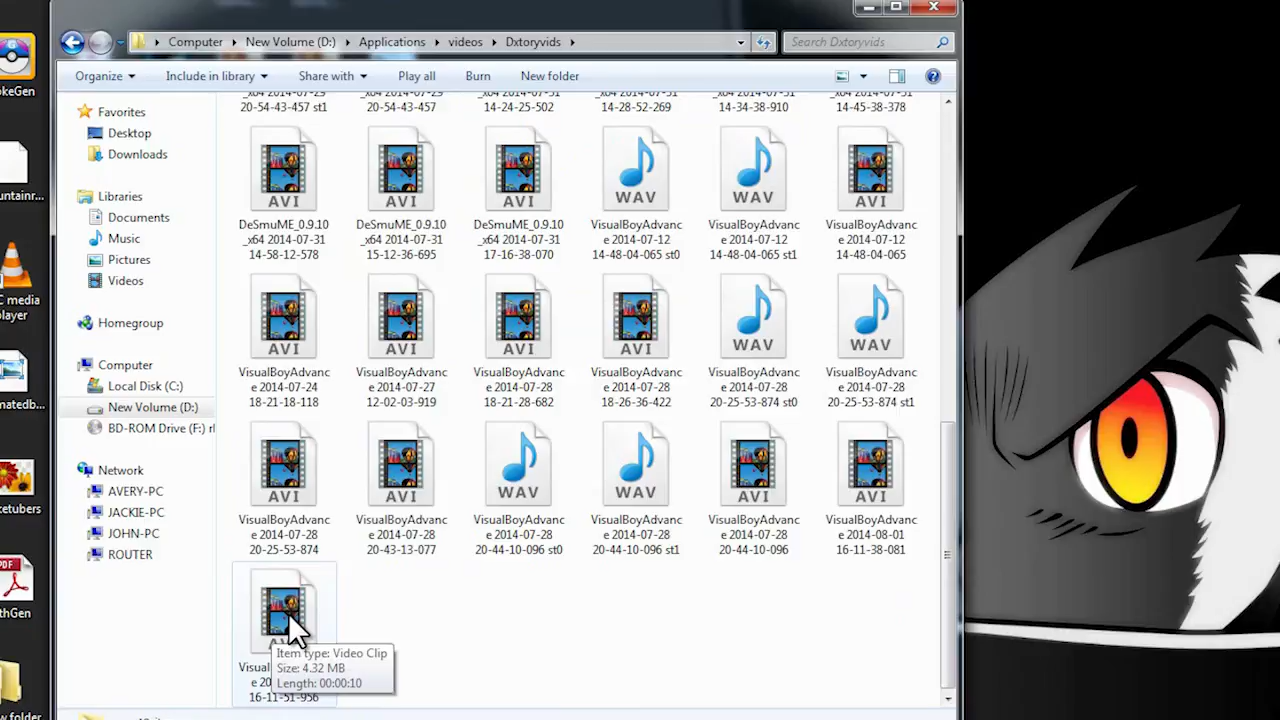 Computer New Volume (D:) Applications videos Dxtoryvids Search Dxtoryvids
Organize Include in library Share with Play all Burn New folder
_x64 2014-07-29 _x64 2014-07-29 _x64 2014-07-31 _x64 2014-07-31 _x64 2014-07-31 _x64 2014-07-31
20-54-43-457 st1 20-54-43-457 14-24-25-502 14-28-52-269 14-34-38-910 14-45-38-378
okeGen
untainr...
C media
player
matedb...
cetubers
thGen
w folder
Favorites
Desktop
Downloads
Libraries
Documents
Music
Pictures
Videos
Homegroup
Computer
Local Disk (C:)
New Volume (D:)
BD-ROM Drive (F:) rl
Network
AVERY-PC
JACKIE-PC
JOHN-PC
ROUTER
AVI AVI AVI WAV WAV AVI
DeSmuME_0.9.10 DeSmuME_0.9.10 DeSmuME_0.9.10 VisualBoyAdvanc VisualBoyAdvanc VisualBoyAdvanc
_x64 2014-07-31 _x64 2014-07-31 _x64 2014-07-31 e 2014-07-12 e 2014-07-12 e 2014-07-12
14-58-12-578 15-12-36-695 17-16-38-070 14-48-04-065 st0 14-48-04-065 st1 14-48-04-065
AVI AVI AVI AVI WAV WAV
VisualBoyAdvanc VisualBoyAdvanc VisualBoyAdvanc VisualBoyAdvanc VisualBoyAdvanc VisualBoyAdvanc
e 2014-07-24 e 2014-07-27 e 2014-07-28 e 2014-07-28 e 2014-07-28 e 2014-07-28
18-21-18-118 12-02-03-919 18-21-28-682 18-26-36-422 20-25-53-874 st0 20-25-53-874 st1
AVI AVI WAV WAV AVI AVI
VisualBoyAdvanc VisualBoyAdvanc VisualBoyAdvanc VisualBoyAdvanc VisualBoyAdvanc VisualBoyAdvanc
e 2014-07-28 e 2014-07-28 e 2014-07-28 e 2014-07-28 e 2014-07-28 e 2014-08-01
20-25-53-874 20-43-13-077 20-44-10-096 st0 20-44-10-096 st1 20-44-10-096 16-11-38-081
Visual
e 20
16-11-51-956
Item type: Video Clip
Size: 4.32 MB
Length: 00:00:10